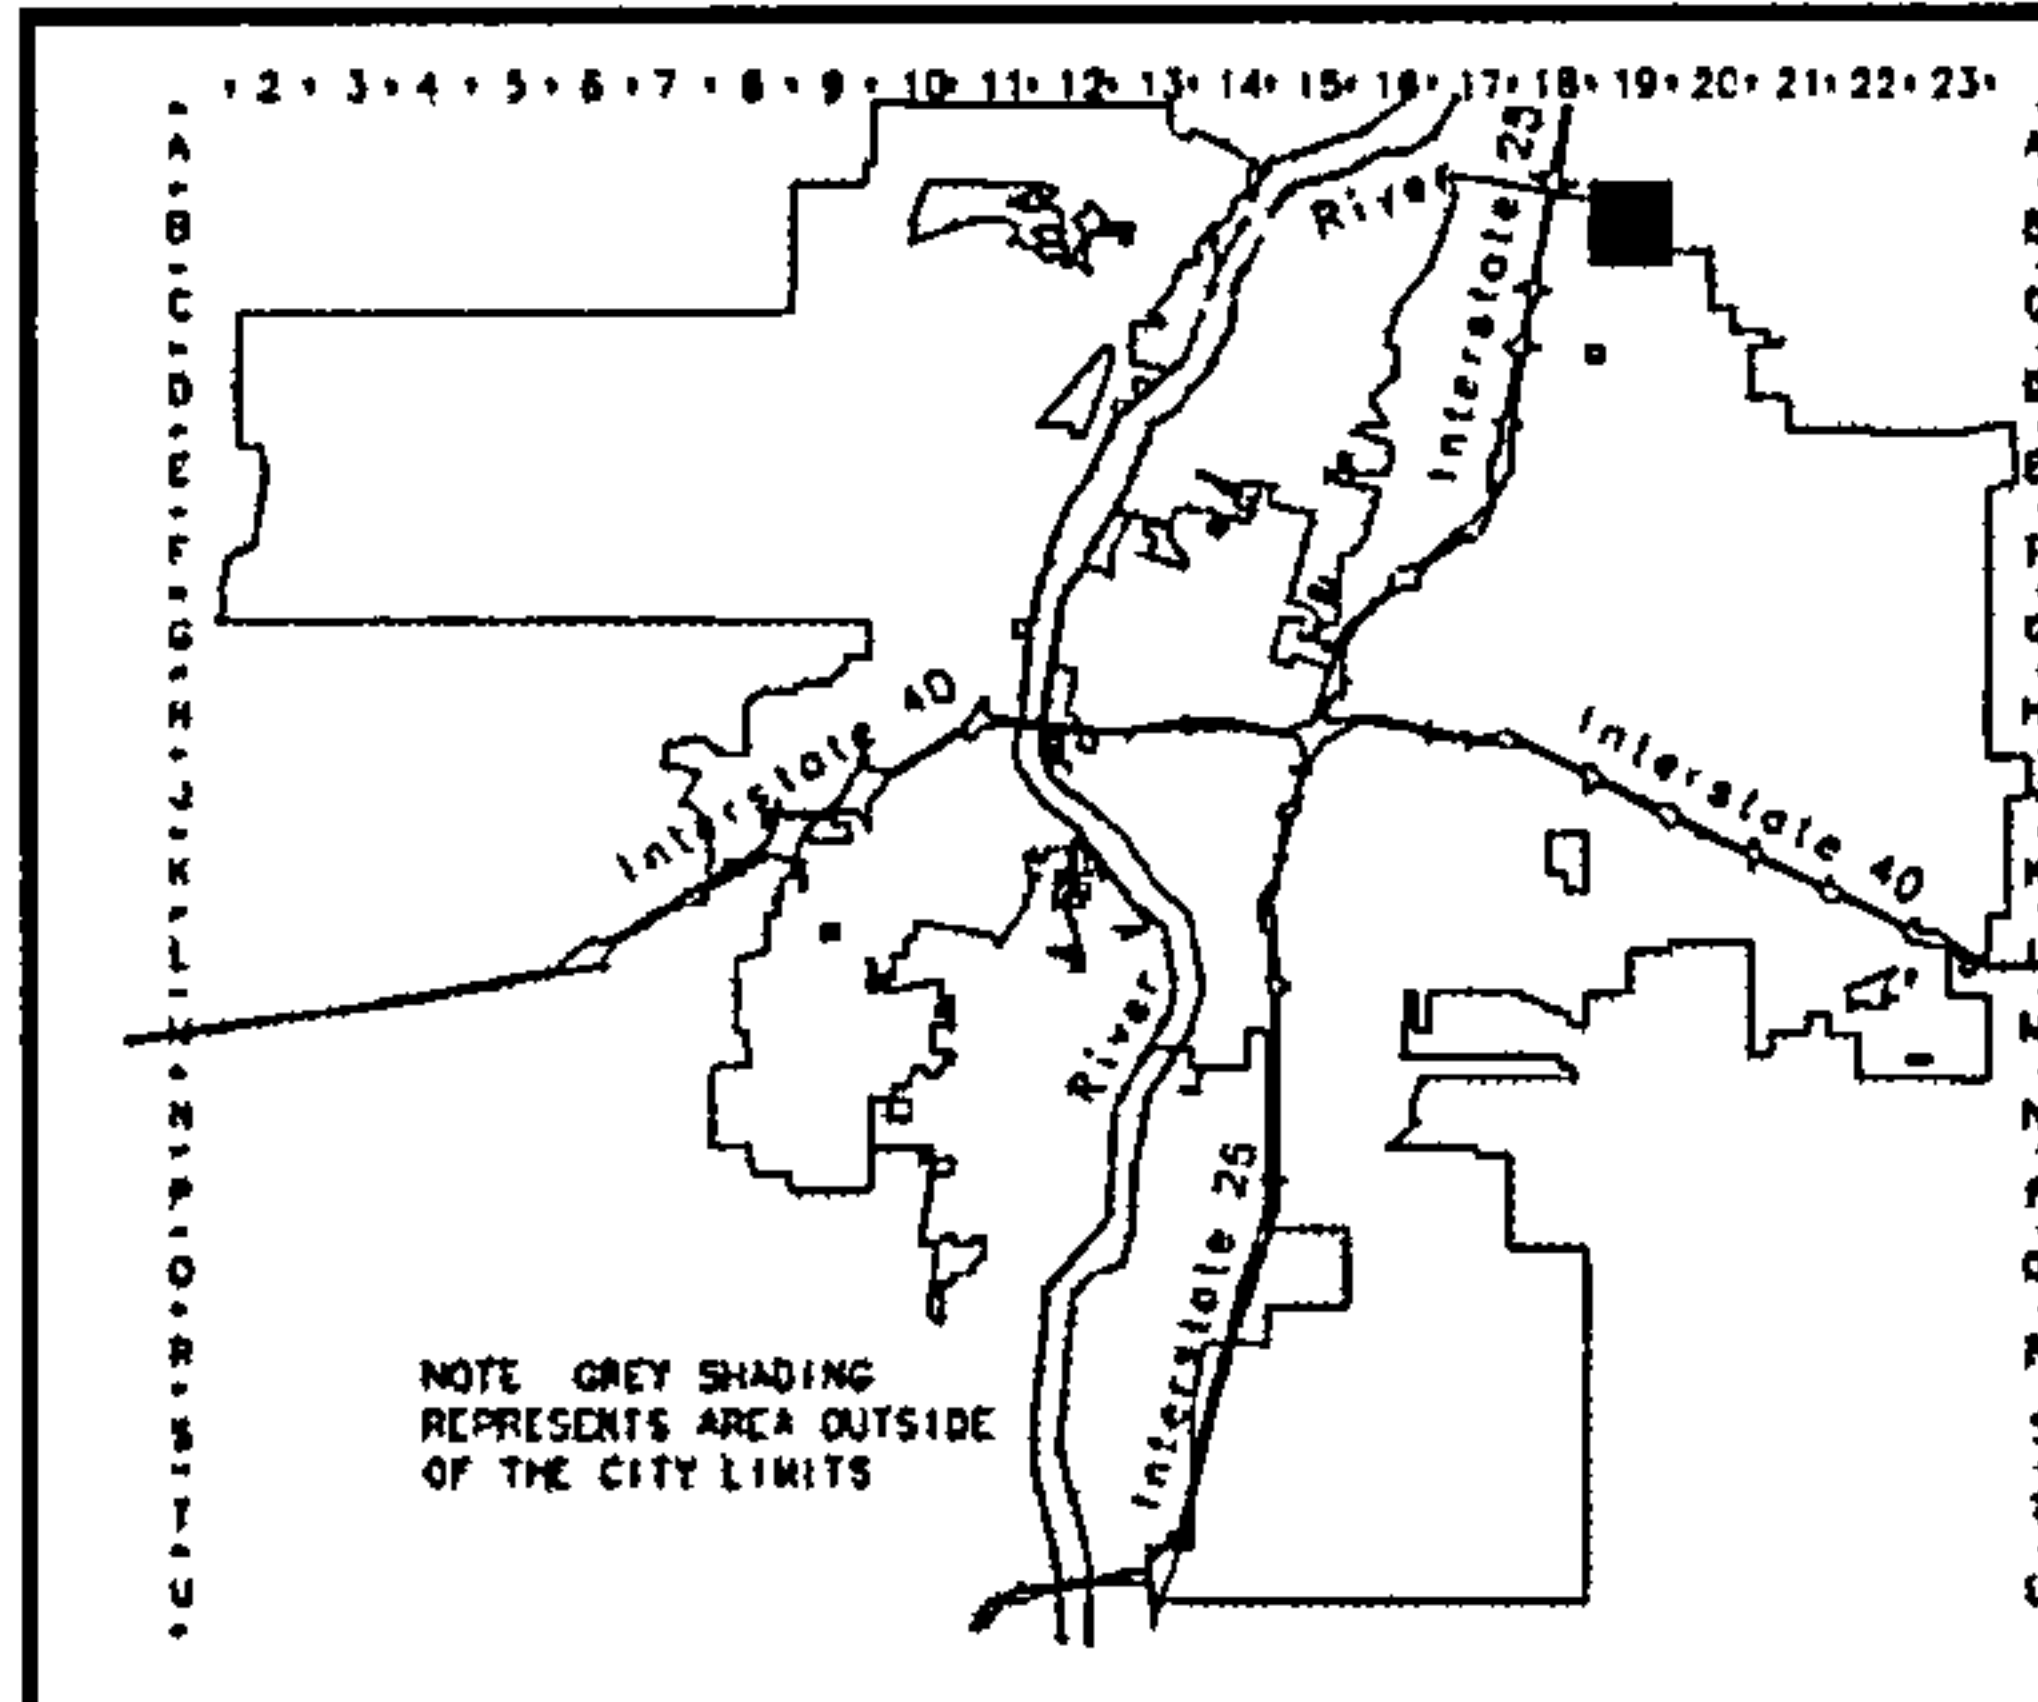 2 3 4 5 6 7 8 9 10 11 12 13 14 15 16 17 18 19 20 21 22 23
A
B
C
D
E
F
G
H
J
K
L
M
N
P
Q
R
S
T
U
River
Interstate 25
Interstate 40
Interstate 40
River
Interstate 25
NOTE GREY SHADING
REPRESENTS AREA OUTSIDE
OF THE CITY LIMITS